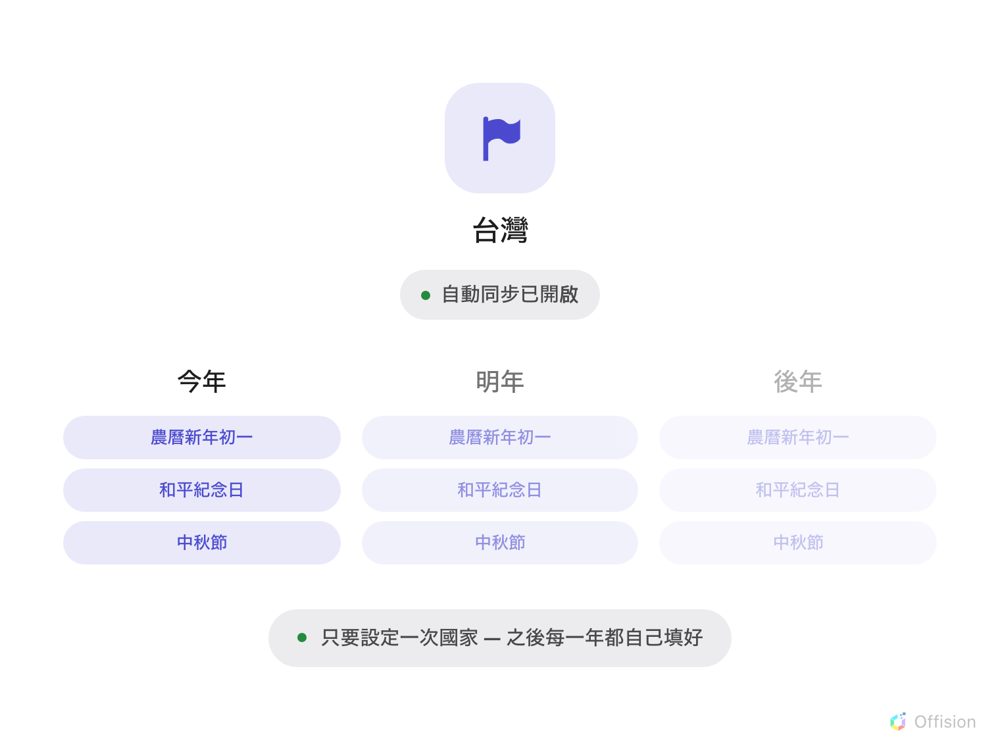 台灣
自動同步已開啟
今年
明年
後年
農曆新年初一
農曆新年初一
農曆新年初一
和平紀念日
和平紀念日
和平紀念日
中秋節
中秋節
中秋節
只要設定一次國家 — 之後每一年都自己填好
Offision